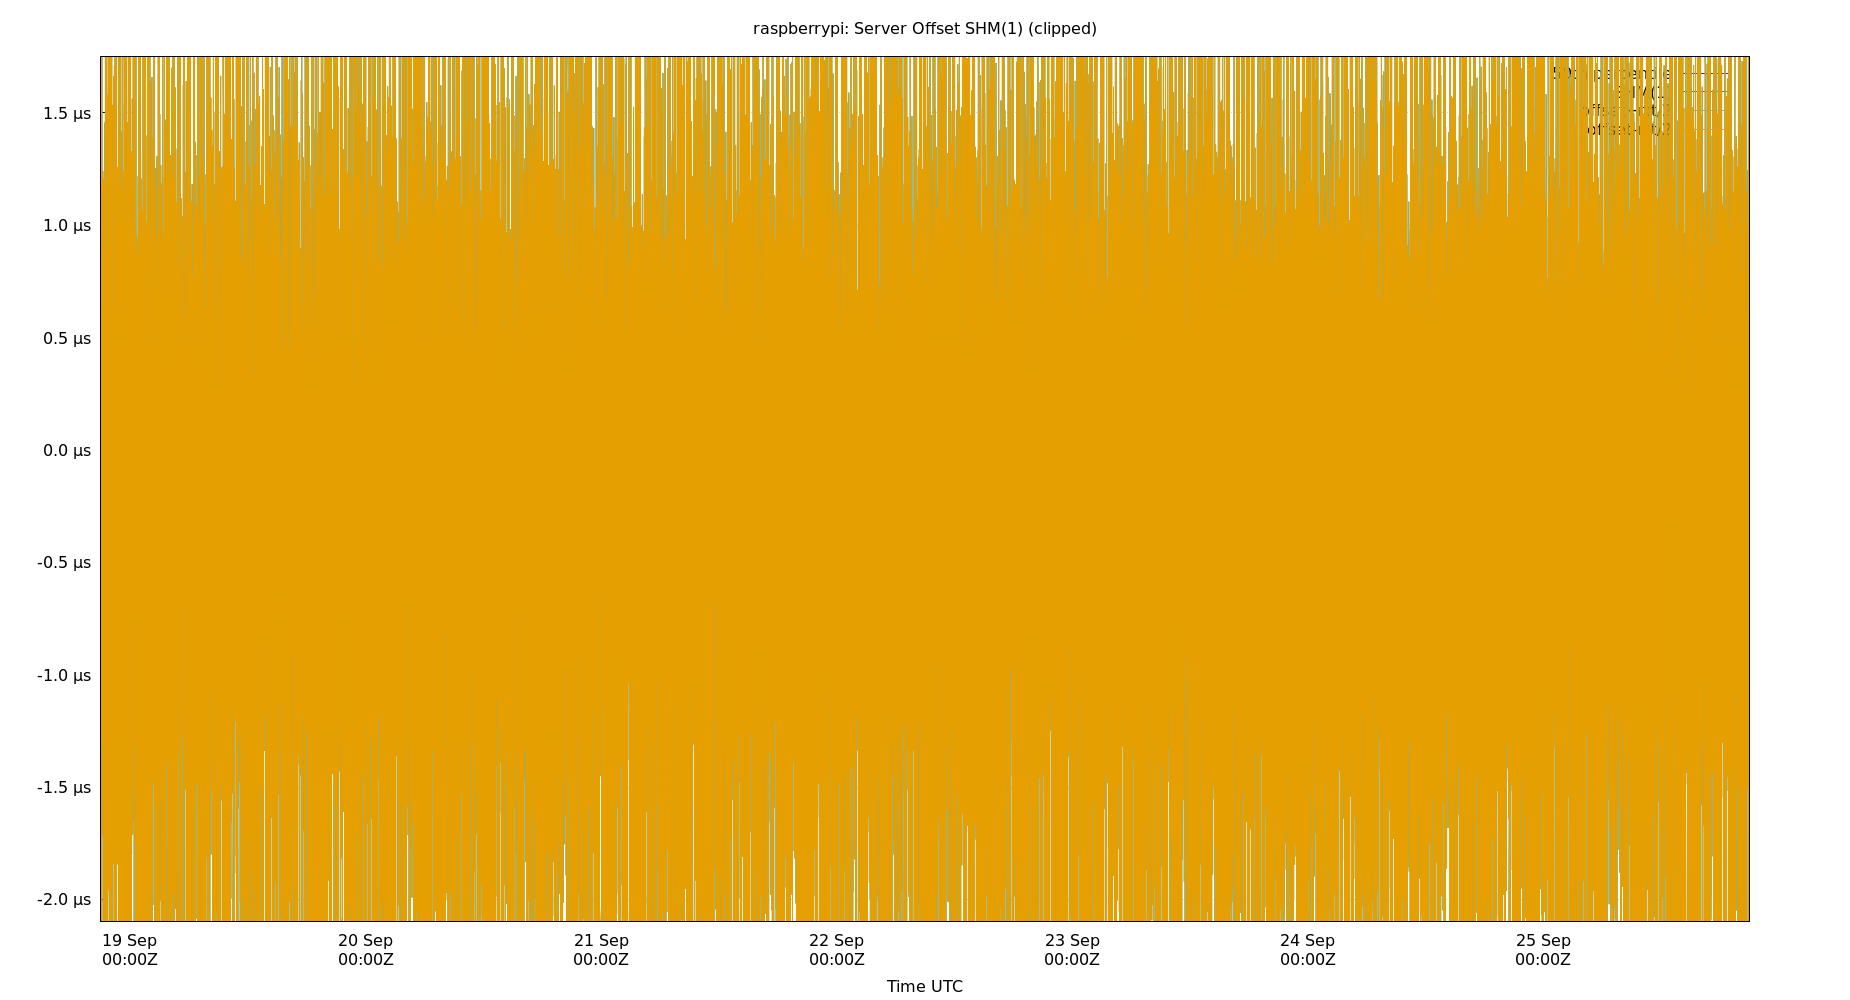 raspberrypi: Server Offset SHM(1) (clipped)
1.5 µs
1.0 µs
0.5 µs
0.0 µs
-0.5 µs
-1.0 µs
-1.5 µs
-2.0 µs
19 Sep 20 Sep 21 Sep 22 Sep 23 Sep 24 Sep 25 Sep
00:00Z 00:00Z 00:00Z 00:00Z 00:00Z 00:00Z 00:00Z
Time UTC